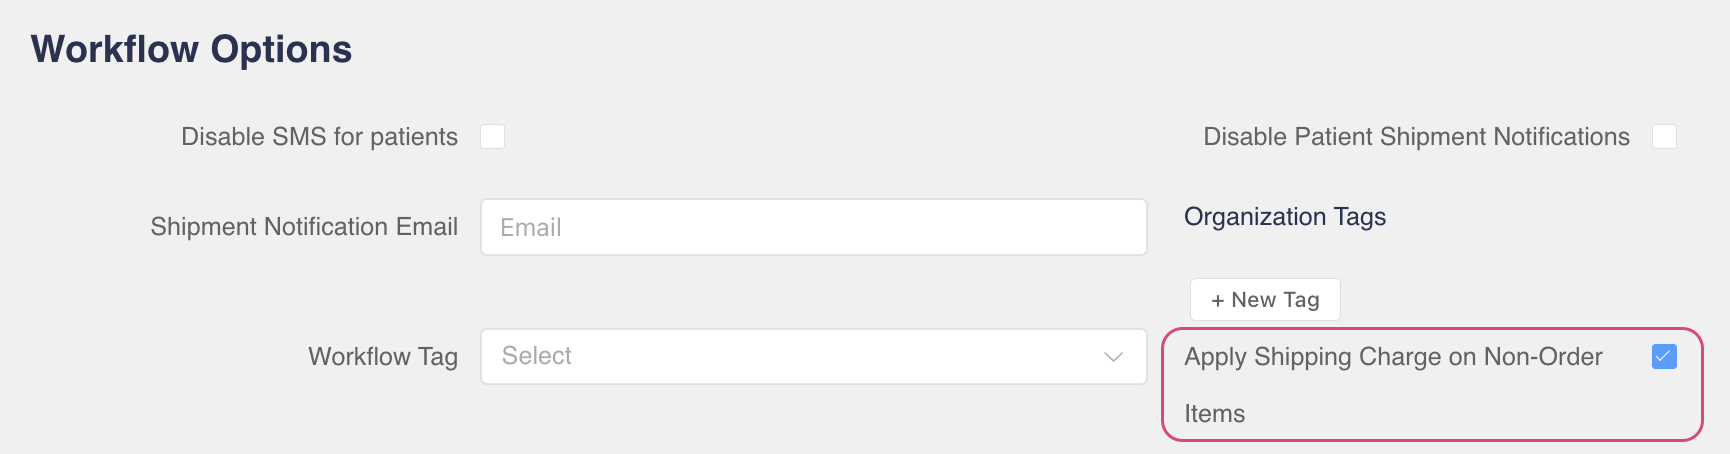 Workflow Options
Disable SMS for patients
Disable Patient Shipment Notifications
Shipment Notification Email
Email
Organization Tags
+ New Tag
Workflow Tag
Select
Apply Shipping Charge on Non-Order
Items